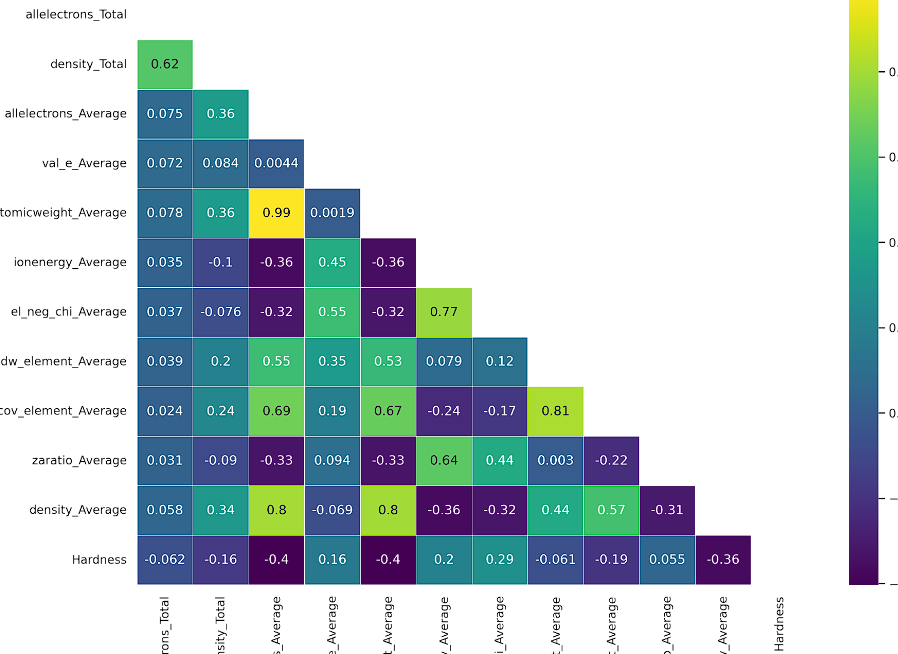 allelectrons_Total
density_Total 0.62
allelectrons_Average 0.075 0.36
val_e_Average 0.072 0.084 0.0044
tomicweight_Average 0.078 0.36 0.99 0.0019
ionenergy_Average 0.035 -0.1 -0.36 0.45 -0.36
el_neg_chi_Average 0.037 -0.076 -0.32 0.55 -0.32 0.77
dw_element_Average 0.039 0.2 0.55 0.35 0.53 0.079 0.12
cov_element_Average 0.024 0.24 0.69 0.19 0.67 -0.24 -0.17 0.81
zaratio_Average 0.031 -0.09 -0.33 0.094 -0.33 0.64 0.44 0.003 -0.22
density_Average 0.058 0.34 0.8 -0.069 0.8 -0.36 -0.32 0.44 0.57 -0.31
Hardness -0.062 -0.16 -0.4 0.16 -0.4 0.2 0.29 -0.061 -0.19 0.055 -0.36
rons_Total
nsity_Total
s_Average
e_Average
t_Average
y_Average
i_Average
t_Average
t_Average
o_Average
y_Average
Hardness